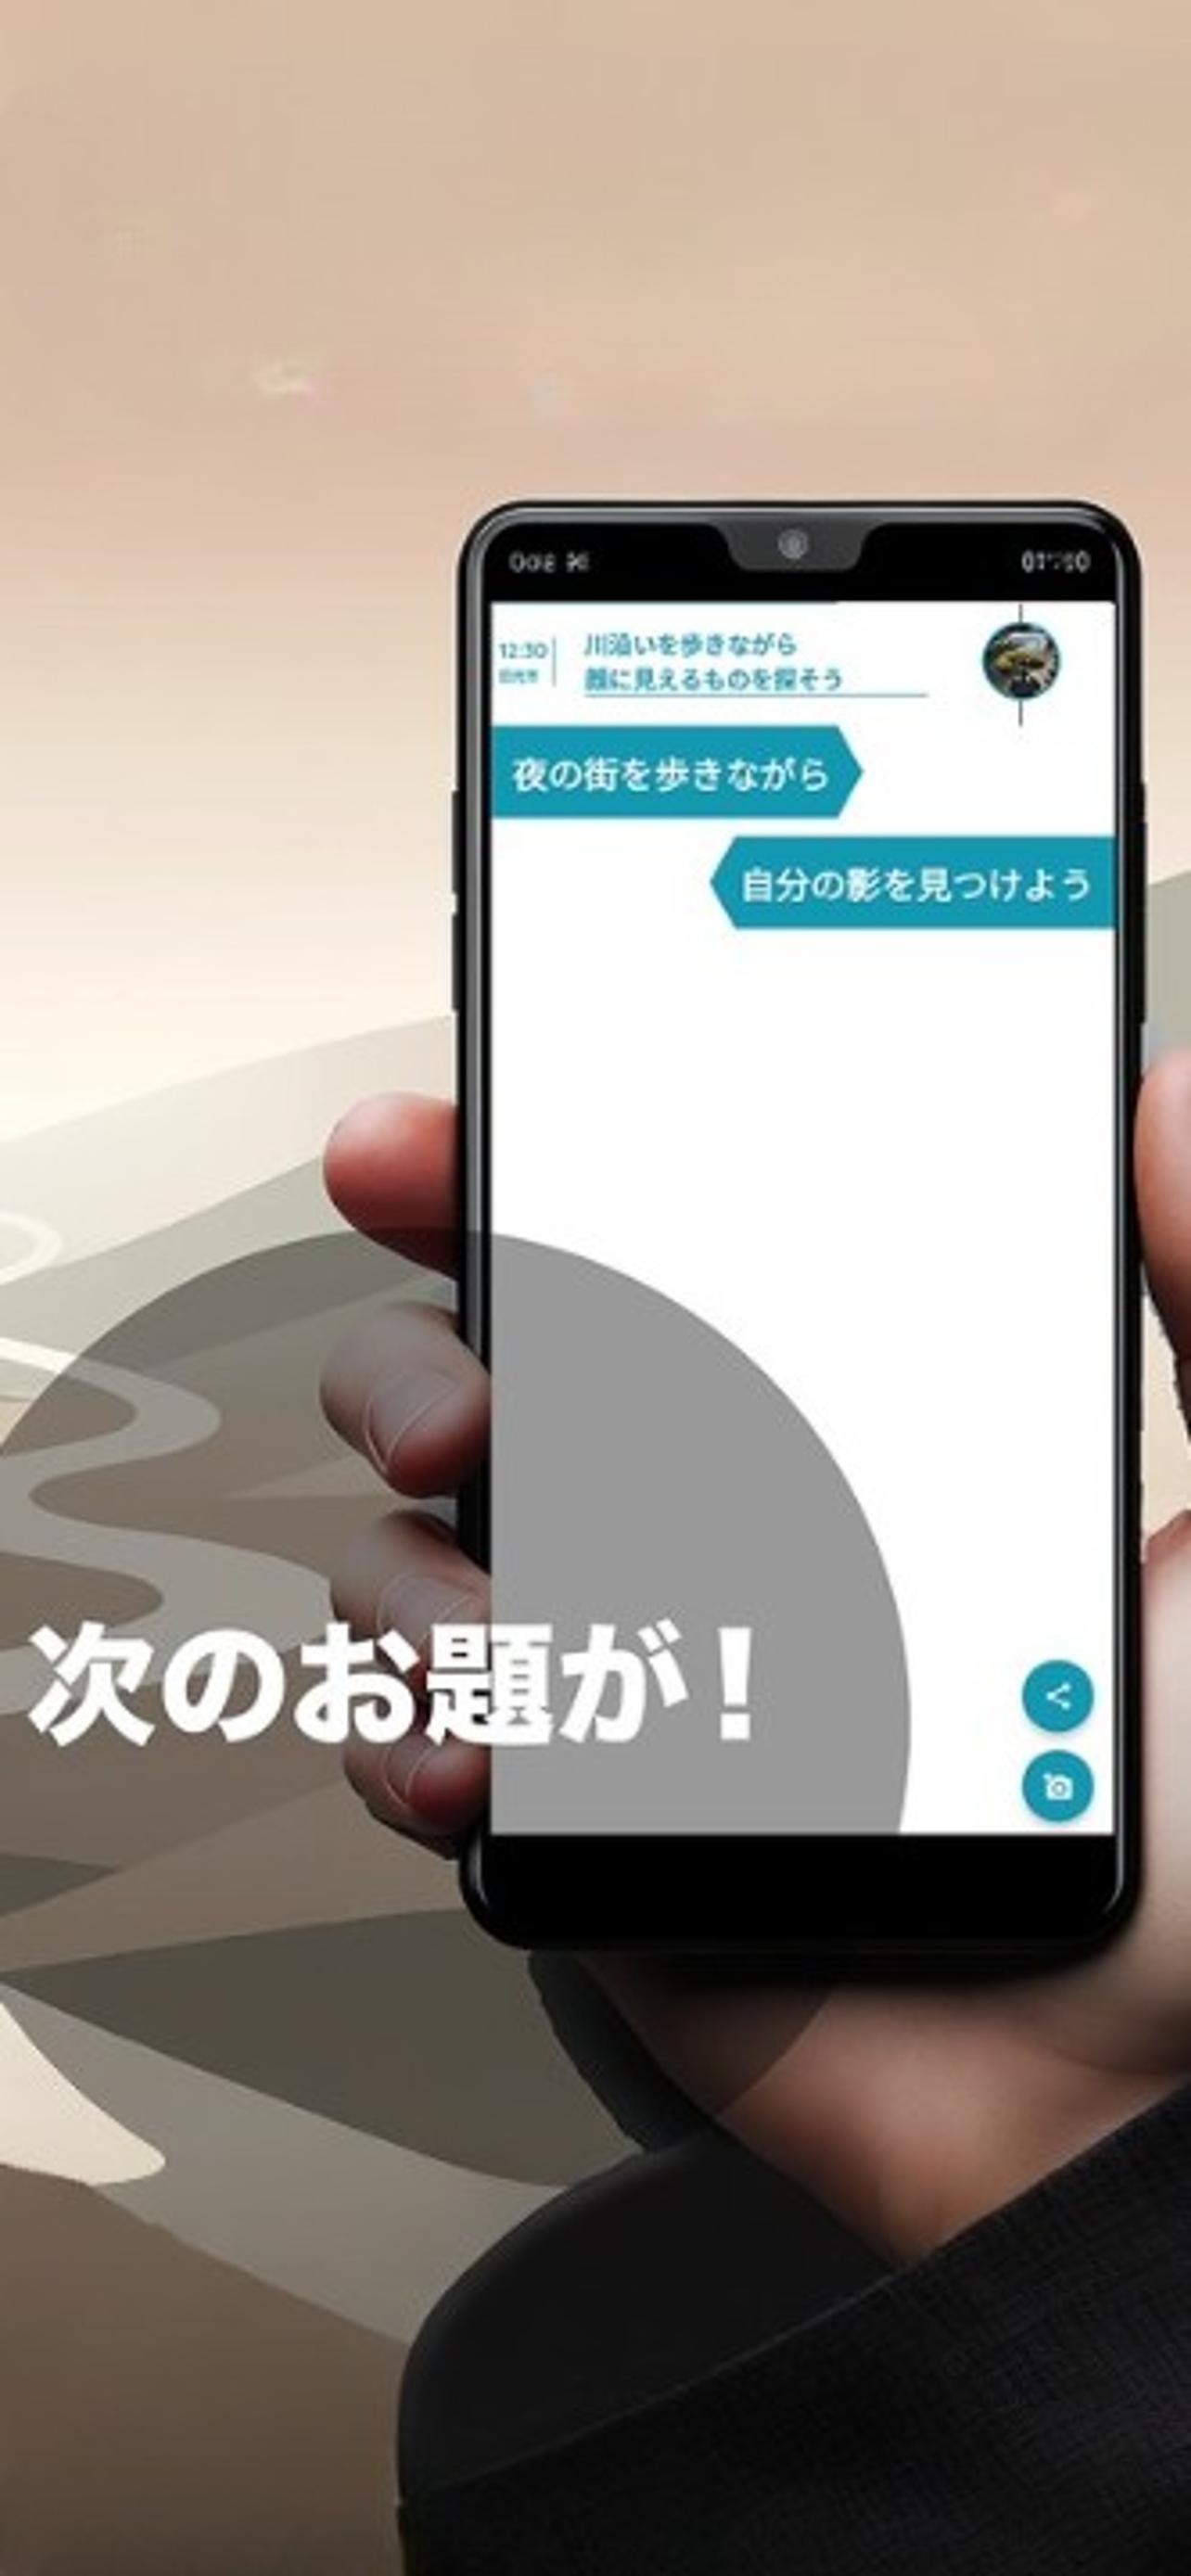 12:30
川沿いを歩きながら
顔に見えるものを探そう
夜の街を歩きながら
自分の影を見つけよう
次のお題が！